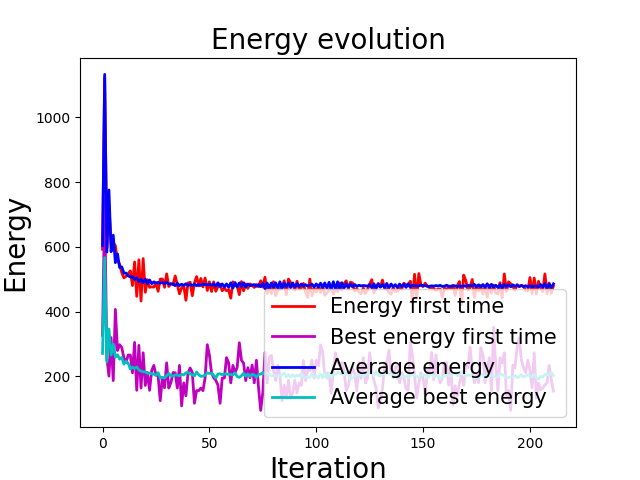 Energy evolution
Energy
1000
800
600
400
200
0
50
100
150
200
Iteration
Energy first time
Best energy first time
Average energy
Average best energy